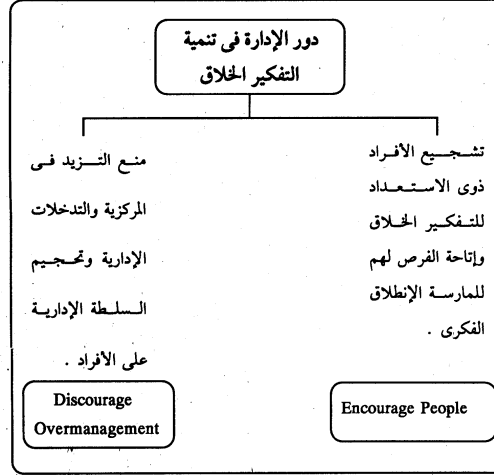 دور الإدارة فى تنمية
التفكير الخلاق
تشجيع الأفراد
ذوى الاستعداد
للتفكير الخلاق
وإتاحة الفرص لهم
للمارسة الإنطلاق
الفكرى .
Encourage People
منع التزيد فى
المركزية والتدخلات
الإدارية وتحجيم
السلطة الإدارية
على الأفراد .
Discourage
Overmanagement